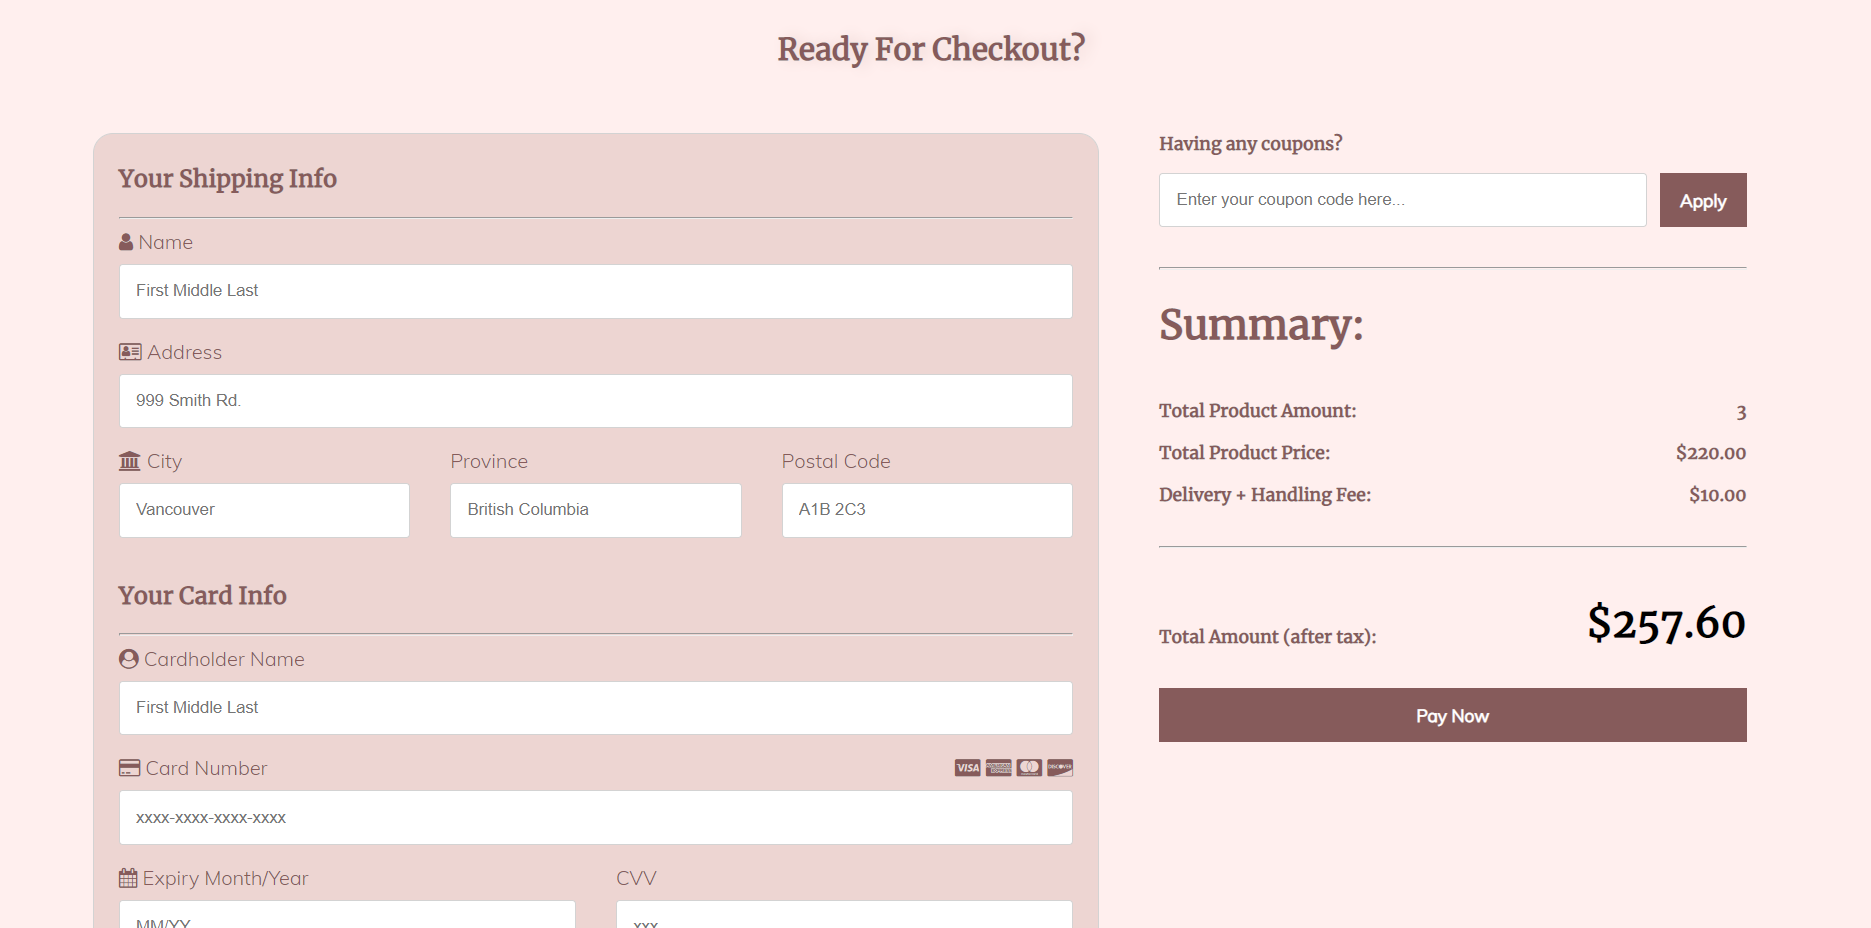 Ready For Checkout?
Your Shipping Info
Name
First Middle Last
Address
999 Smith Rd.
City Province Postal Code
Vancouver British Columbia A1B 2C3
Your Card Info
Cardholder Name
First Middle Last
Card Number VISA AMERICAN EXPRESS DISCOVER
xxxx-xxxx-xxxx-xxxx
Expiry Month/Year CVV
MM/YY xxx
Having any coupons?
Enter your coupon code here... Apply
Summary:
Total Product Amount: 3
Total Product Price: $220.00
Delivery + Handling Fee: $10.00
Total Amount (after tax): $257.60
Pay Now